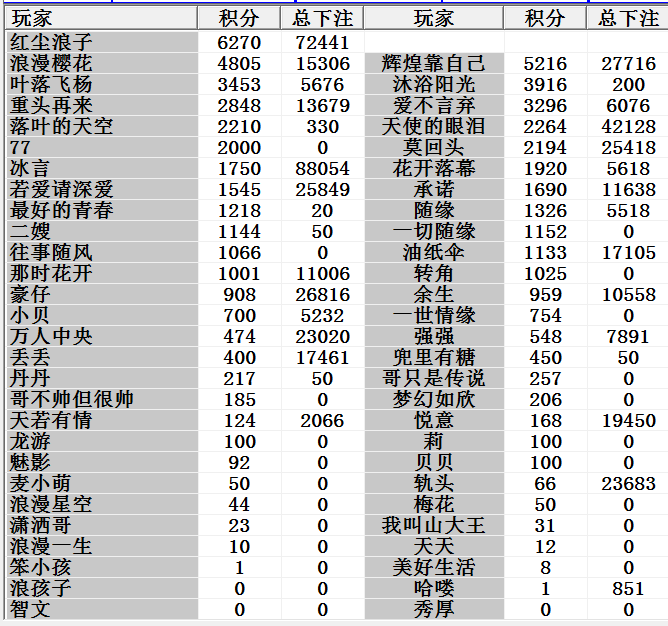 玩家 积分 总下注 玩家 积分 总下注
红尘浪子 6270 72441
浪漫樱花 4805 15306 辉煌靠自己 5216 27716
叶落飞杨 3453 5676 沐浴阳光 3916 200
重头再来 2848 13679 爱不言弃 3296 6076
落叶的天空 2210 330 天使的眼泪 2264 42128
77 2000 0 莫回头 2194 25418
冰言 1750 88054 花开落幕 1920 5618
若爱请深爱 1545 25849 承诺 1690 11638
最好的青春 1218 20 随缘 1326 5518
二嫂 1144 50 一切随缘 1152 0
往事随风 1066 0 油纸伞 1133 17105
那时花开 1001 11006 转角 1025 0
豪仔 908 26816 余生 959 10558
小贝 700 5232 一世情缘 754 0
万人中央 474 23020 强强 548 7891
丢丢 400 17461 兜里有糖 450 50
丹丹 217 50 哥只是传说 257 0
哥不帅但很帅 185 0 梦幻如欣 206 0
天若有情 124 2066 悦意 168 19450
龙游 100 0 莉 100 0
魅影 92 0 贝贝 100 0
麦小萌 50 0 轨头 66 23683
浪漫星空 44 0 梅花 50 0
潇洒哥 23 0 我叫山大王 31 0
浪漫一生 10 0 天天 12 0
笨小孩 1 0 美好生活 8 0
浪孩子 0 0 哈喽 1 851
智文 0 0 秀厚 0 0